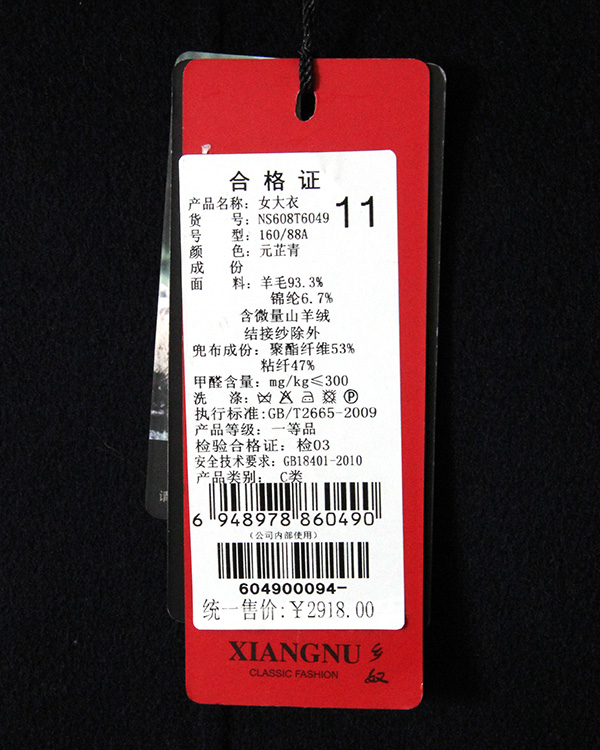 合格证
产品名称：女大衣
货 号：NS608T6049
11
号 型：160/88A
颜 色：元芷青
成 份
面 料：羊毛93.3%
锦纶6.7%
含微量山羊绒
结接纱除外
兜布成份：聚酯纤维53%
粘纤47%
甲醛含量：mg/kg≤300
洗 涤：
执行标准:GB/T2665-2009
产品等级：一等品
检验合格证：检03
安全技术要求：GB18401-2010
产品类别：C类
6 948978 860490
（公司内部使用）
604900094-
统一售价:￥2918.00
XIANGNU
CLASSIC FASHION
请